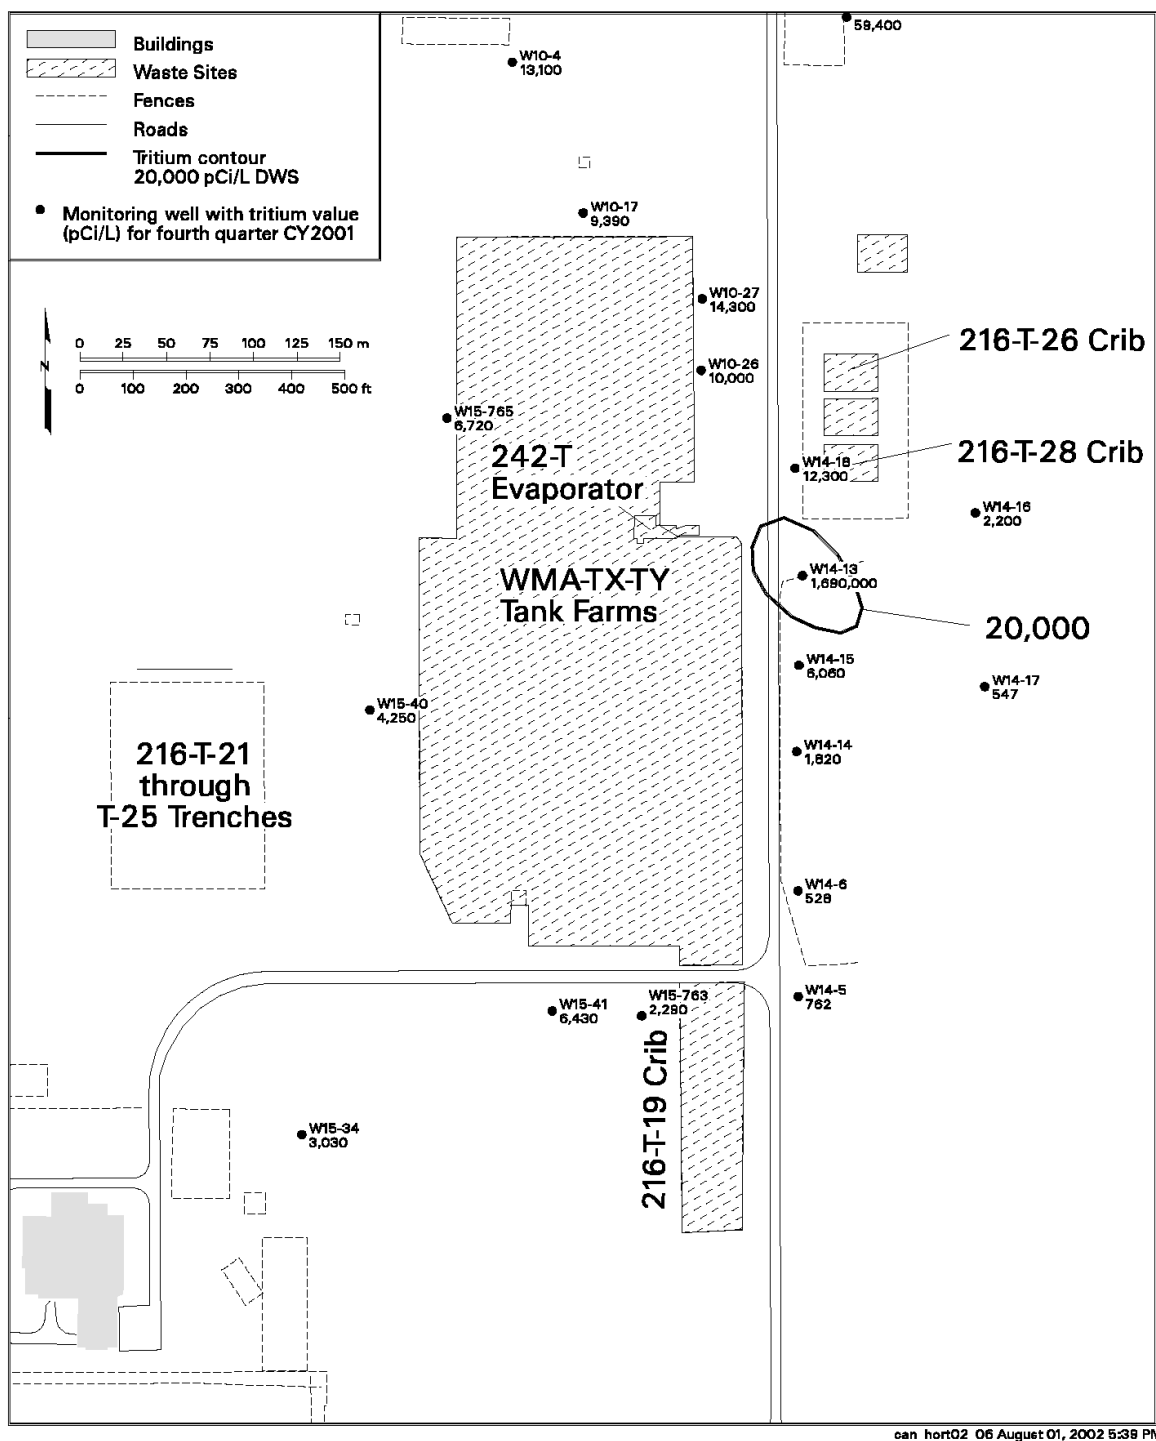 Buildings
Waste Sites
Fences
Roads
Tritium contour
20,000 pCi/L DWS
Monitoring well with tritium value
(pCi/L) for fourth quarter CY2001
59,400
W10-4
13,100
W10-17
9,390
W10-27
14,300
N
0 25 50 75 100 125 150 m
0 100 200 300 400 500 ft
216-T-26 Crib
W10-26
10,000
W15-765
6,720
242-T
Evaporator
216-T-28 Crib
W14-18
12,300
W14-16
2,200
WMA-TX-TY
Tank Farms
W14-13
1,690,000
20,000
W14-15
6,060
W14-17
547
W15-40
4,250
216-T-21
through
T-25 Trenches
W14-14
1,820
W14-6
528
W14-5
762
W15-41
6,430
W15-763
2,290
216-T-19 Crib
W15-34
3,030
can_hort02_06 August 01, 2002 5:39 PM